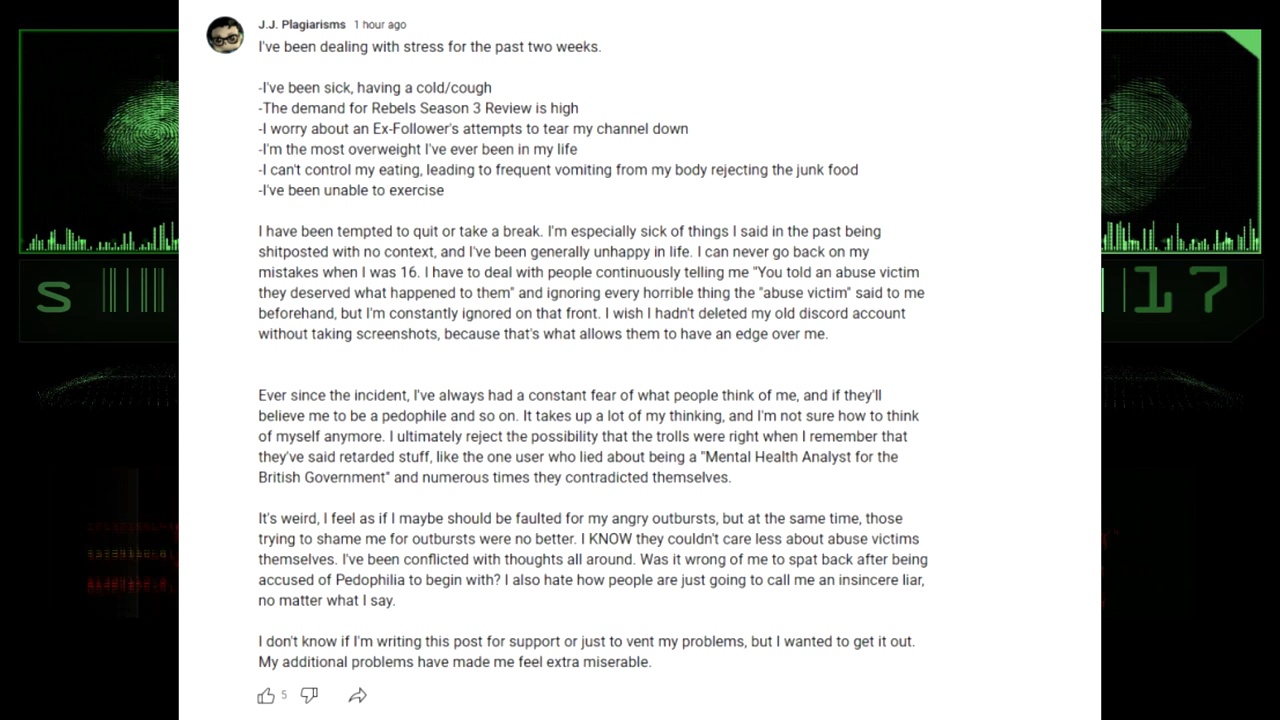 J.J. Plagiarisms 1 hour ago
I've been dealing with stress for the past two weeks.
-I've been sick, having a cold/cough
-The demand for Rebels Season 3 Review is high
-I worry about an Ex-Follower's attempts to tear my channel down
-I'm the most overweight I've ever been in my life
-I can't control my eating, leading to frequent vomiting from my body rejecting the junk food
-I've been unable to exercise
I have been tempted to quit or take a break. I'm especially sick of things I said in the past being
shitposted with no context, and I've been generally unhappy in life. I can never go back on my
mistakes when I was 16. I have to deal with people continuously telling me "You told an abuse victim
they deserved what happened to them" and ignoring every horrible thing the "abuse victim" said to me
beforehand, but I'm constantly ignored on that front. I wish I hadn't deleted my old discord account
without taking screenshots, because that's what allows them to have an edge over me.
Ever since the incident, I've always had a constant fear of what people think of me, and if they'll
believe me to be a pedophile and so on. It takes up a lot of my thinking, and I'm not sure how to think
of myself anymore. I ultimately reject the possibility that the trolls were right when I remember that
they've said retarded stuff, like the one user who lied about being a "Mental Health Analyst for the
British Government" and numerous times they contradicted themselves.
It's weird, I feel as if I maybe should be faulted for my angry outbursts, but at the same time, those
trying to shame me for outbursts were no better. I KNOW they couldn't care less about abuse victims
themselves. I've been conflicted with thoughts all around. Was it wrong of me to spat back after being
accused of Pedophilia to begin with? I also hate how people are just going to call me an insincere liar,
no matter what I say.
I don't know if I'm writing this post for support or just to vent my problems, but I wanted to get it out.
My additional problems have made me feel extra miserable.
5
S
17